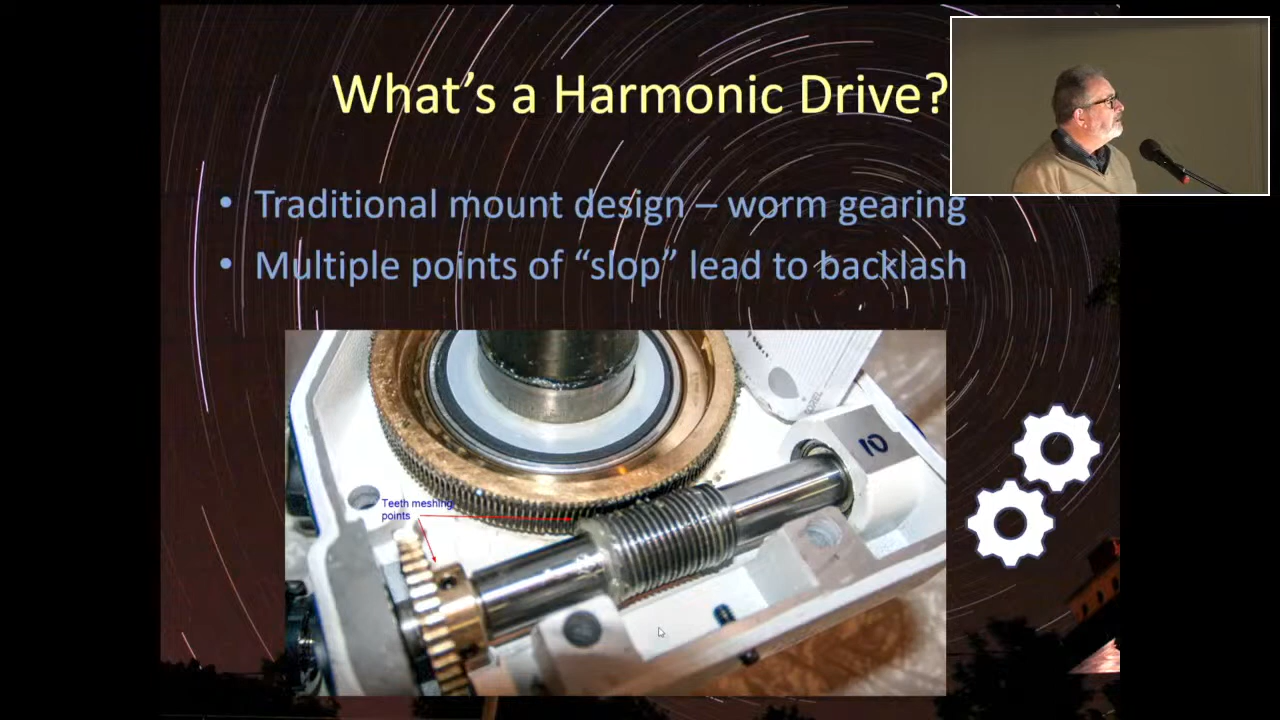 What's a Harmonic Drive?
• Traditional mount design – worm gearing
• Multiple points of “slop” lead to backlash
10
Teeth meshing
points